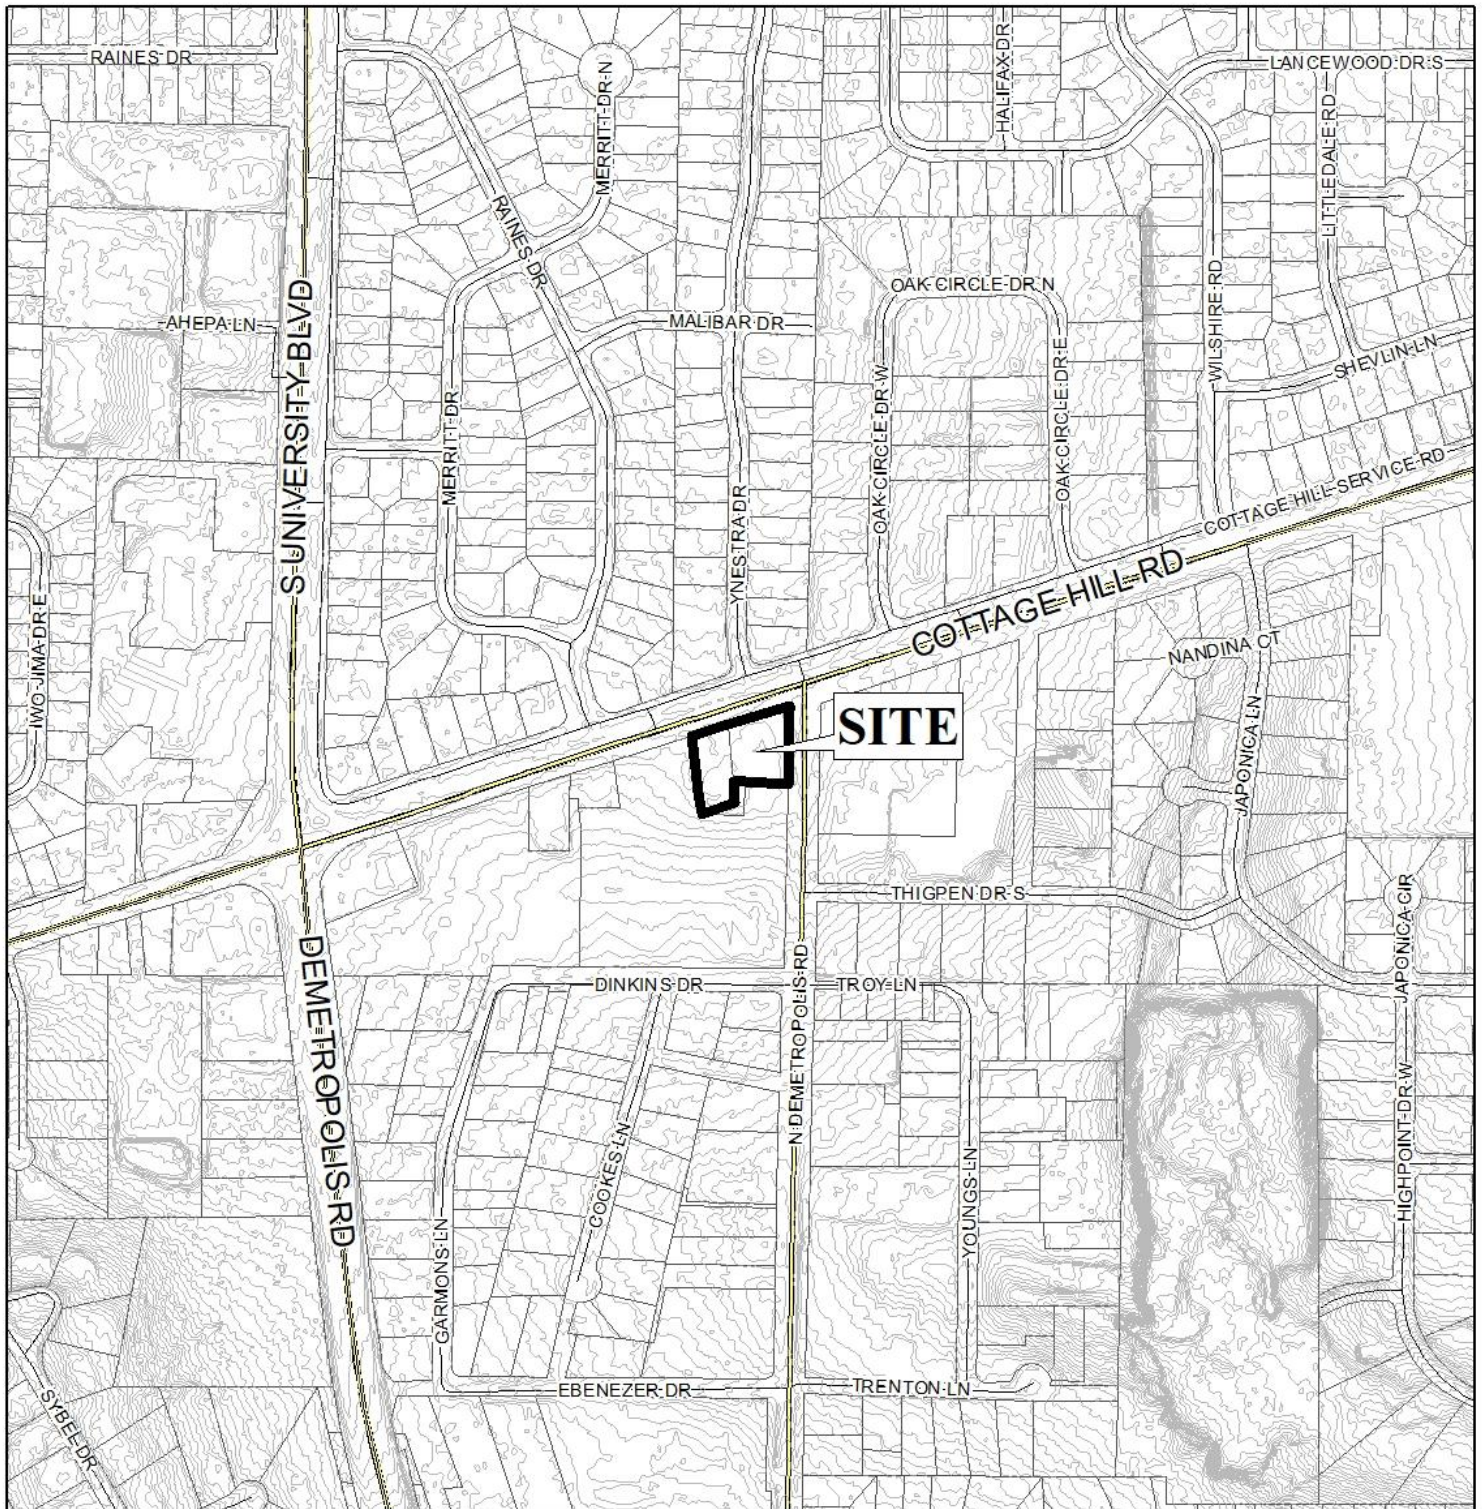 RAINES DR
LANCEWOOD DR S
HALIFAX DR
MERRITT DR N
LITTLEDALE RD
RAINES DR
OAK CIRCLE DR N
AHEPA LN
S UNIVERSITY BLVD
MALIBAR DR
WILSHIRE RD
SHEVLIN LN
MERRITT DR
OAK CIRCLE DR W
OAK CIRCLE DR E
COTTAGE HILL SERVICE RD
YNESTRA DR
COTTAGE HILL RD
IWO JIMA DR E
NANDINA CT
SITE
JAPONICA LN
THIGPEN DR S
JAPONICA CIR
DEMETROPOLIS RD
DINKINS DR
N DEMETROPOLIS RD
TROY LN
COOKES LN
YOUNGS LN
HIGHPOINT DR W
GARMONS LN
EBENEZER DR
TRENTON LN
SYBEL DR